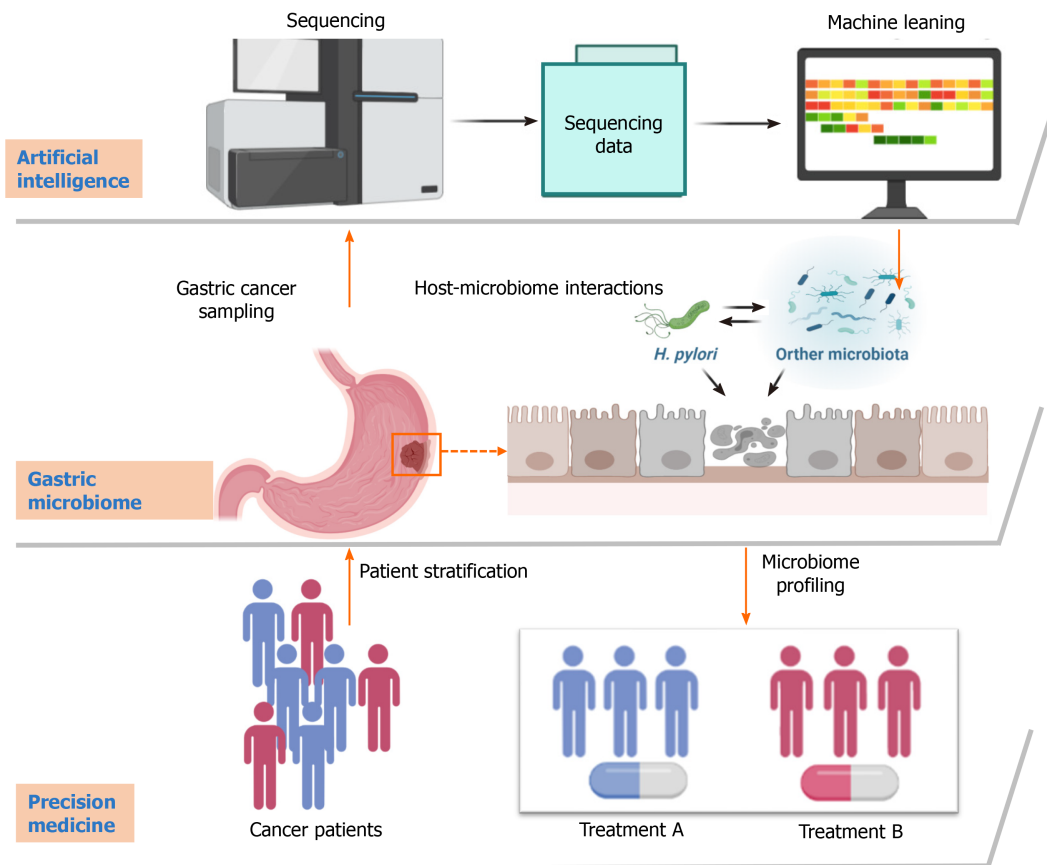 Sequencing
Machine leaning
Sequencing
data
Artificial
intelligence
Gastric cancer
sampling
Host-microbiome interactions
H. pylori
Orther microbiota
Gastric
microbiome
Patient stratification
Microbiome
profiling
Precision
medicine
Cancer patients
Treatment A
Treatment B